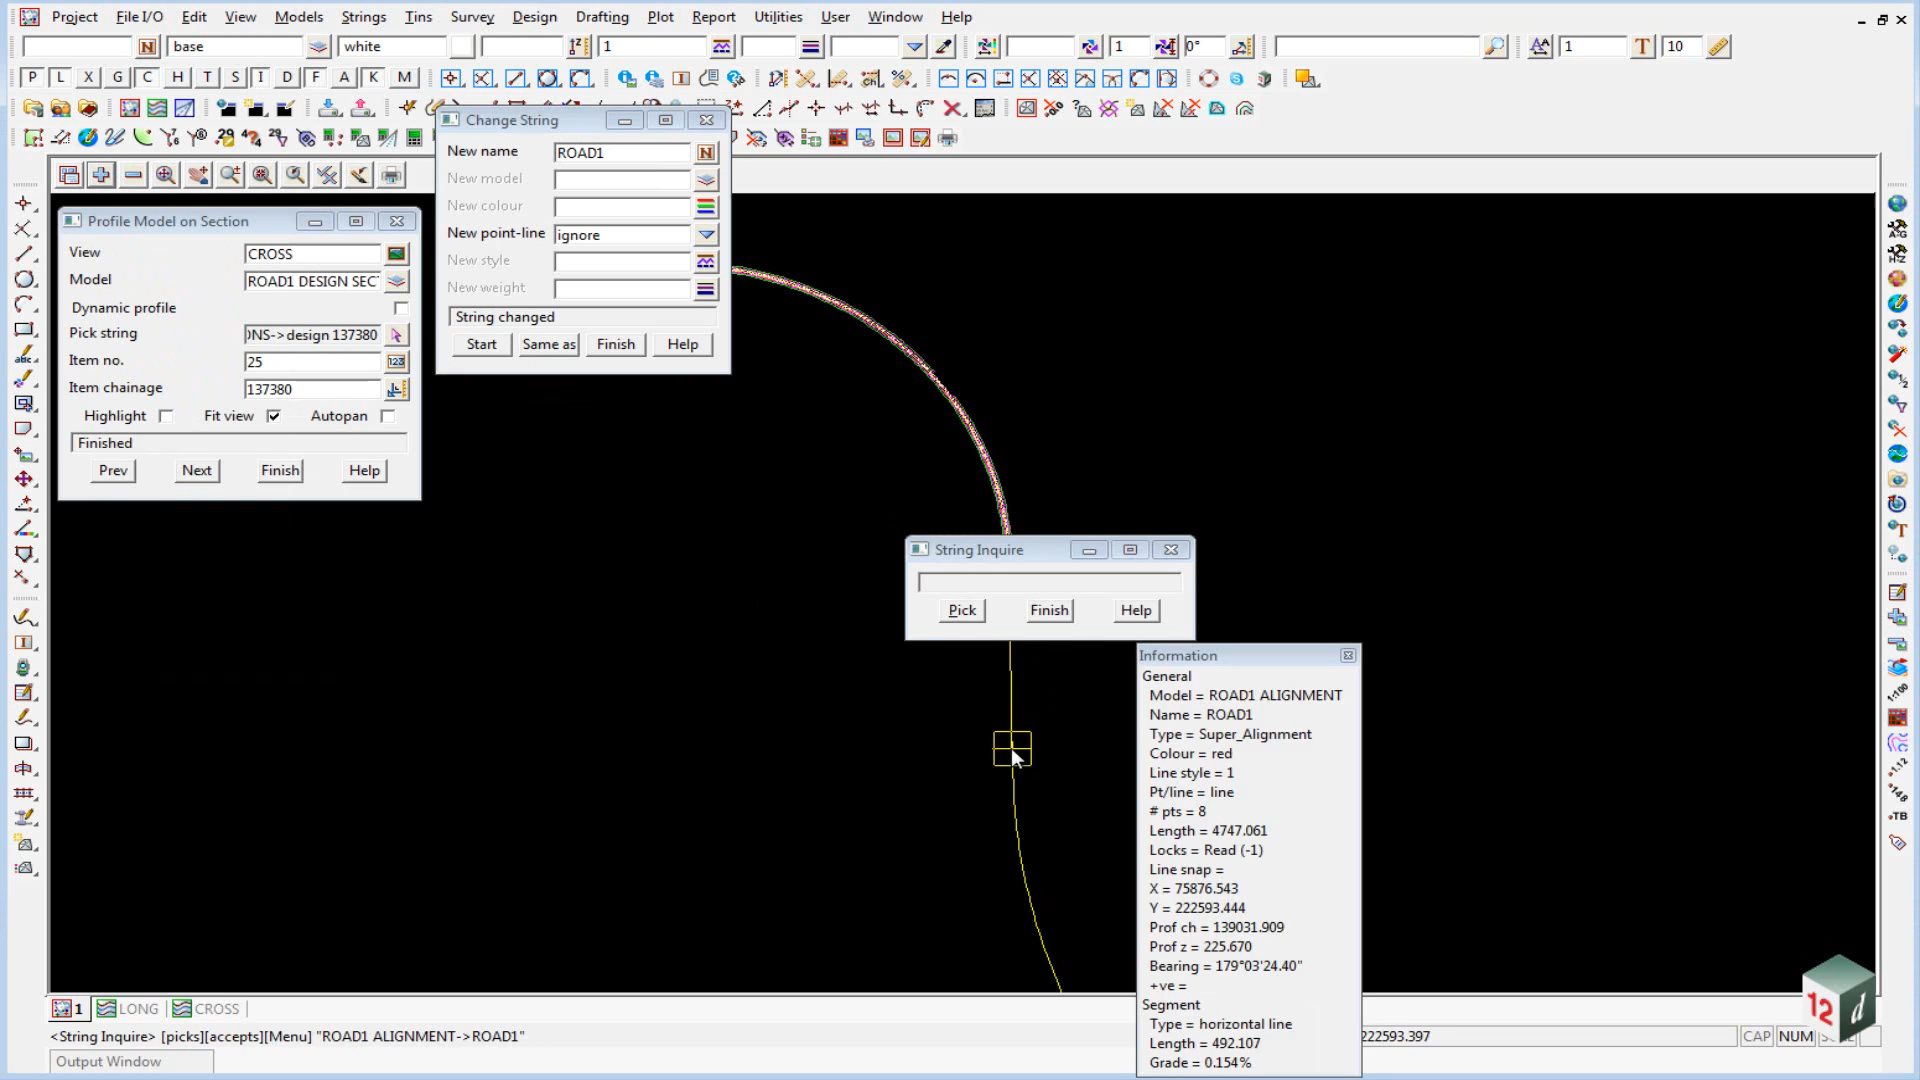 Project File I/O Edit View Models Strings Tins Survey Design Drafting Plot Report Utilities User Window Help
N base white 1 1 0° 1 T 10
P L X G C H T S I D F A K M
Change String
New name ROAD1 N
New model
New colour
New point-line ignore
New style
New weight
String changed
Start Same as Finish Help
Profile Model on Section
View CROSS
Model ROAD1 DESIGN SEC
Dynamic profile
Pick string NS->design 137380
Item no. 25 123
Item chainage 137380
Highlight Fit view Autopan
Finished
Prev Next Finish Help
String Inquire
Pick Finish Help
Information
General
Model = ROAD1 ALIGNMENT
Name = ROAD1
Type = Super_Alignment
Colour = red
Line style = 1
Pt/line = line
# pts = 8
Length = 4747.061
Locks = Read (-1)
Line snap =
X = 75876.543
Y = 222593.444
Prof ch = 139031.909
Prof z = 225.670
Bearing = 179°03'24.40"
+ve =
Segment
Type = horizontal line
Length = 492.107
Grade = 0.154%
1 LONG CROSS
<String Inquire> [picks][accepts][Menu] "ROAD1 ALIGNMENT->ROAD1"
222593.397 CAP NUM
Output Window
12 d